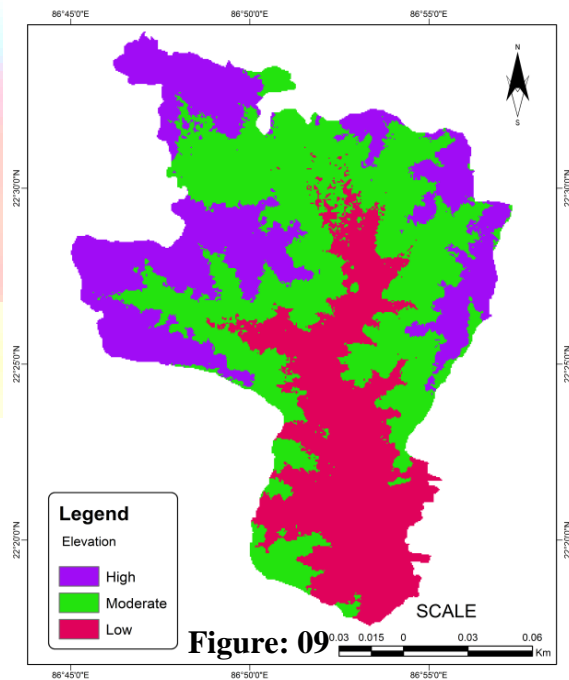 86°45'0"E 86°50'0"E 86°55'0"E
N
S
22°30'0"N 22°30'0"N
22°25'0"N 22°25'0"N
22°20'0"N 22°20'0"N
Legend
Elevation
High
Moderate
Low
SCALE
Figure: 09
0.03 0.015 0 0.03 0.06
Km
86°45'0"E 86°50'0"E 86°55'0"E